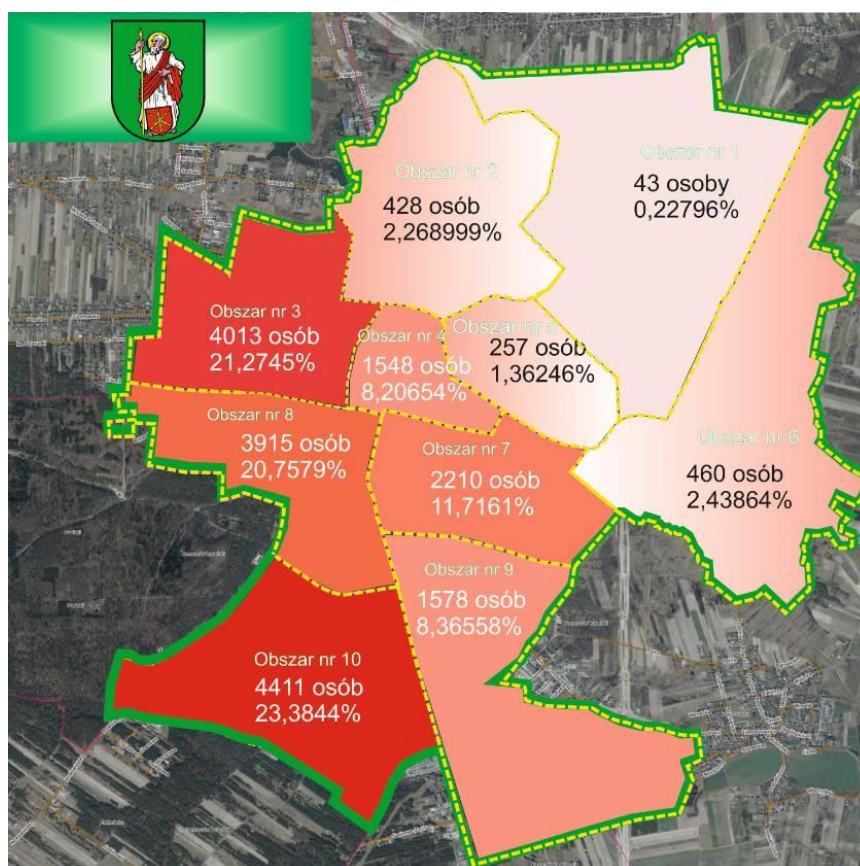 Obszar nr 1
43 osoby
0,22796%
Obszar nr 2
428 osób
2,268999%
Obszar nr 3
4013 osób
21,2745%
Obszar nr 4
1548 osób
8,20654%
Obszar nr 5
257 osób
1,36246%
Obszar nr 6
460 osób
2,43864%
Obszar nr 8
3915 osób
20,7579%
Obszar nr 7
2210 osób
11,7161%
Obszar nr 9
1578 osób
8,36558%
Obszar nr 10
4411 osób
23,3844%